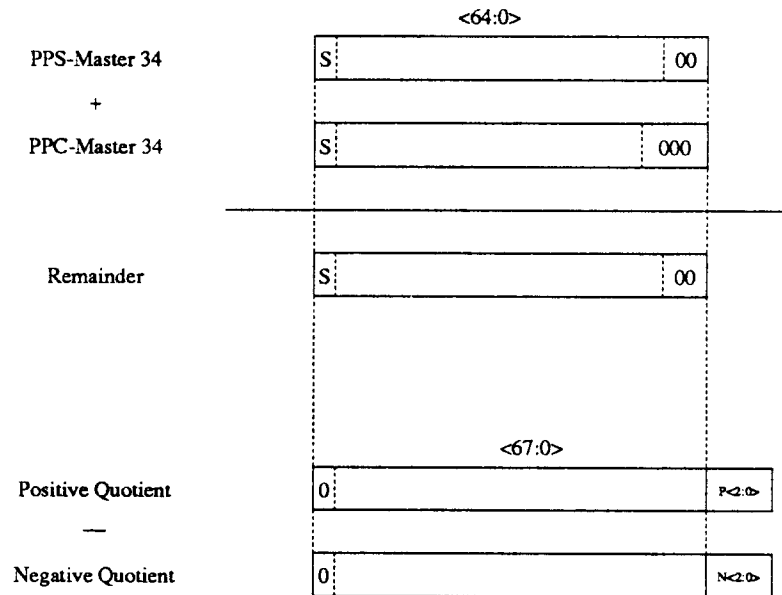 <64:0>
PPS-Master 34 S 00
+
PPC-Master 34 S 000
Remainder S 00
<67:0>
Positive Quotient 0 P<2:0>
—
Negative Quotient 0 N<2:0>